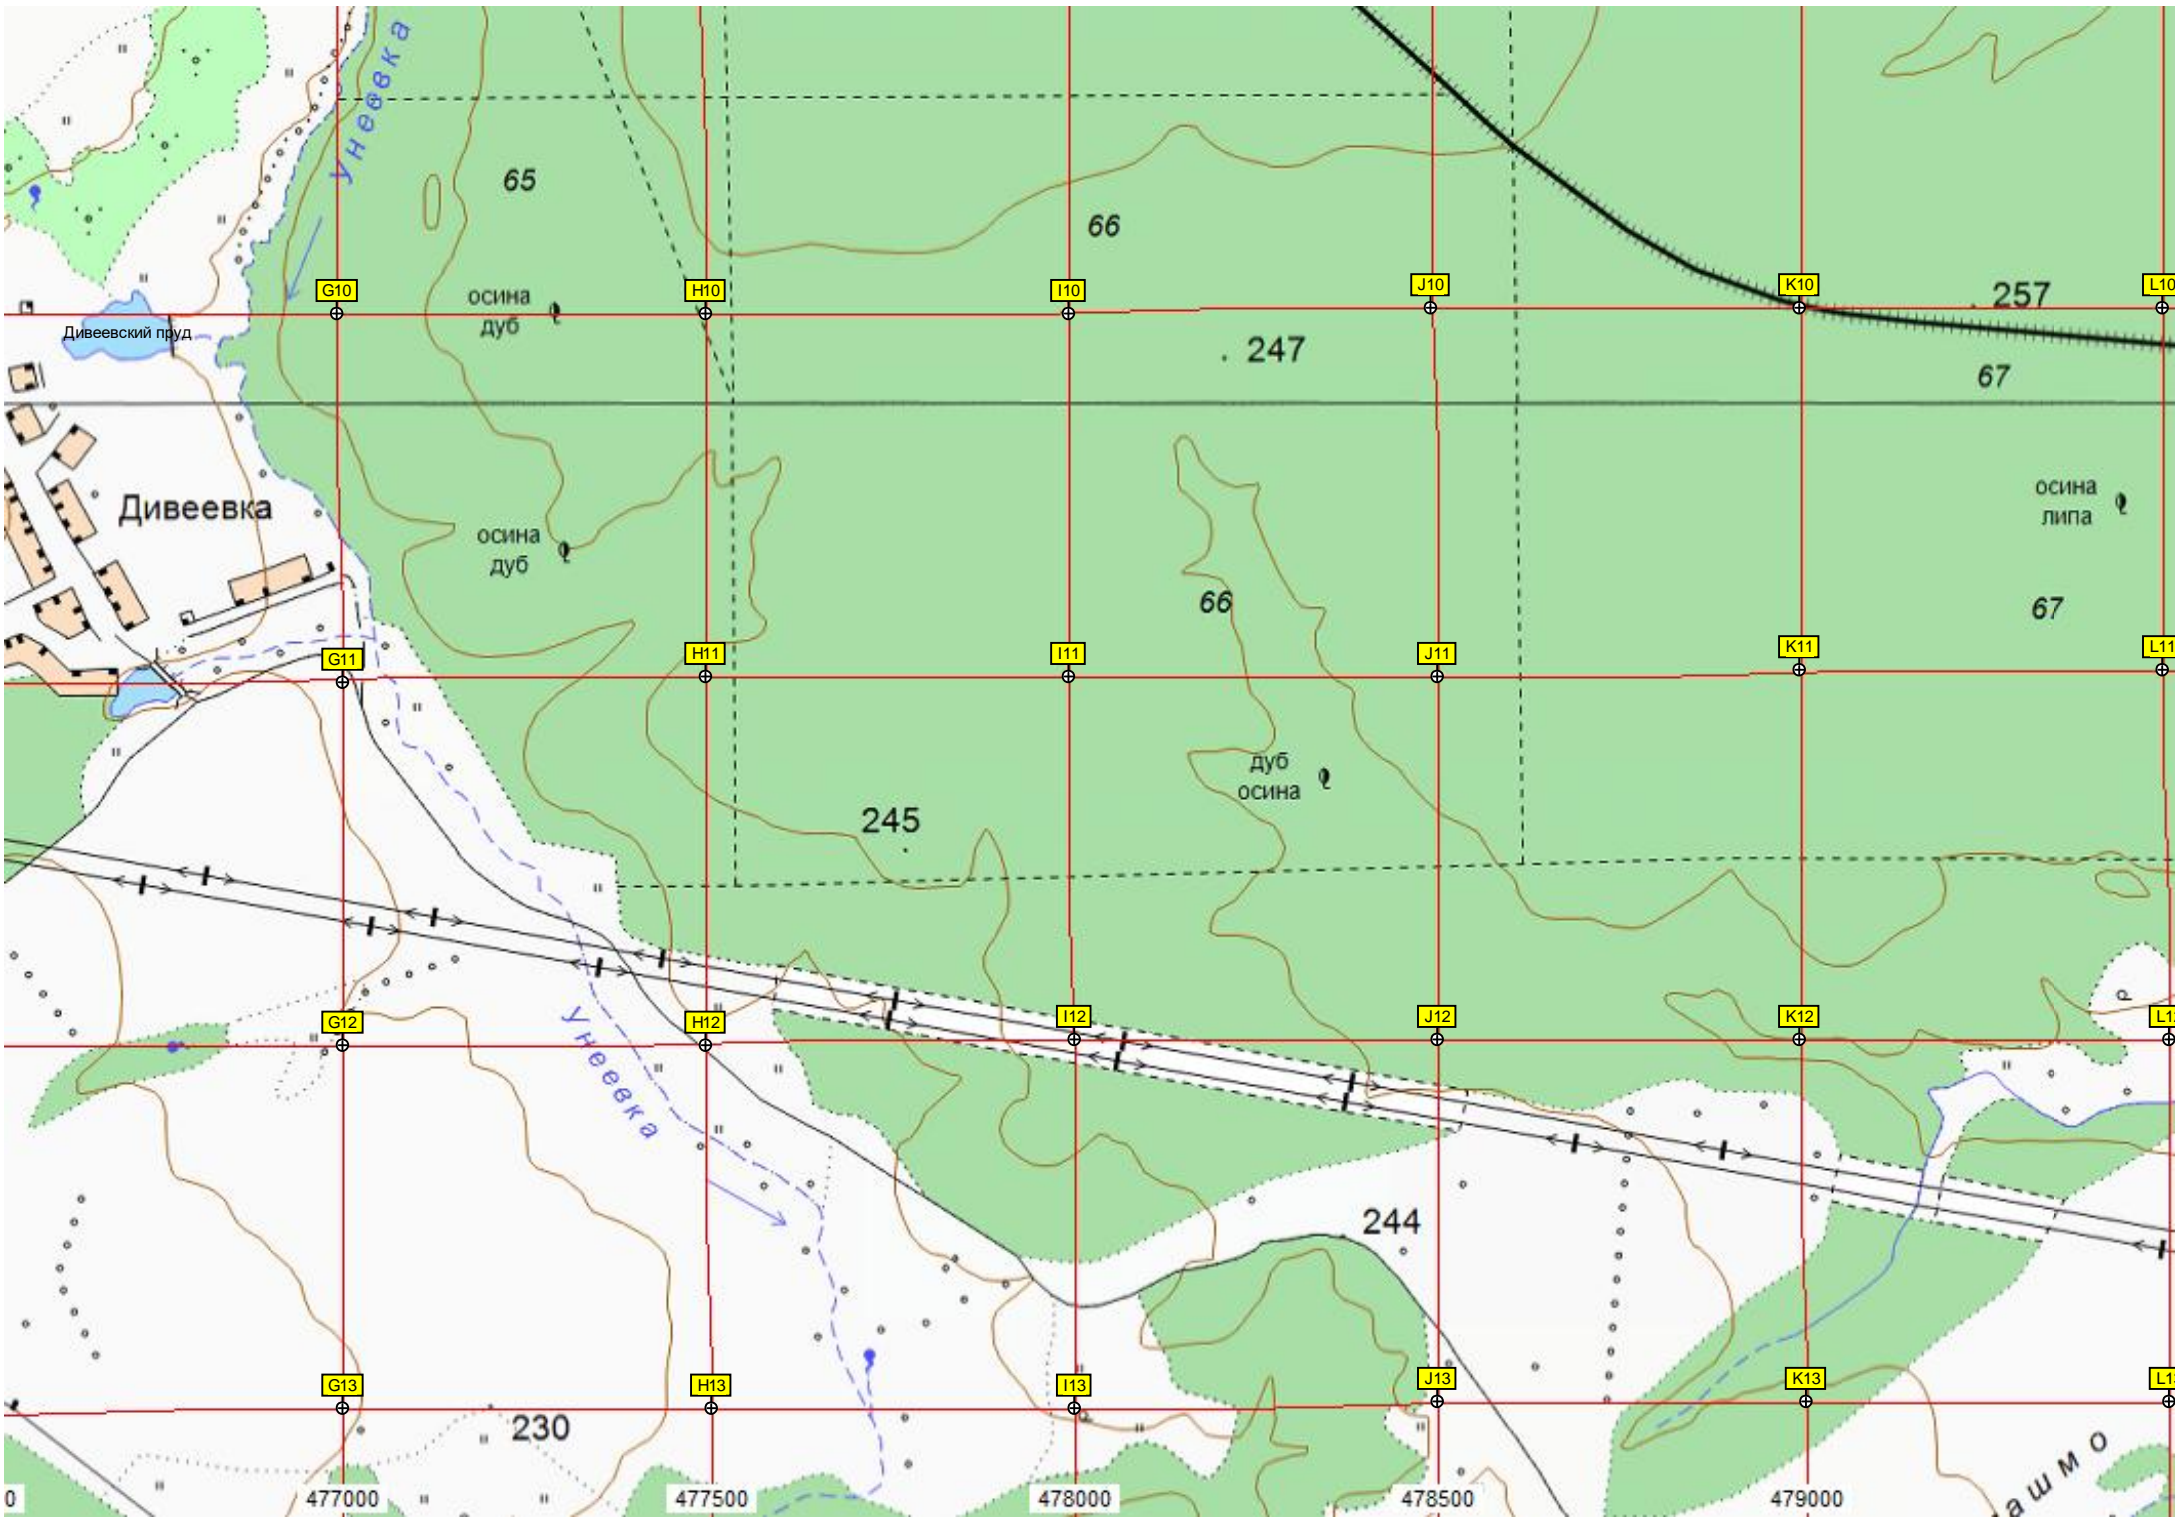 Унеевка
65
66
G10
H10
I10
J10
K10
L10
257
осина
дуб
247
Дивеевский пруд
67
осина
липа
Дивеевка
осина
дуб
66
67
G11
H11
I11
J11
K11
L11
дуб
осина
245
G12
H12
I12
J12
K12
Унеевка
244
G13
H13
I13
J13
K13
230
ашмо
0
477000
477500
478000
478500
479000